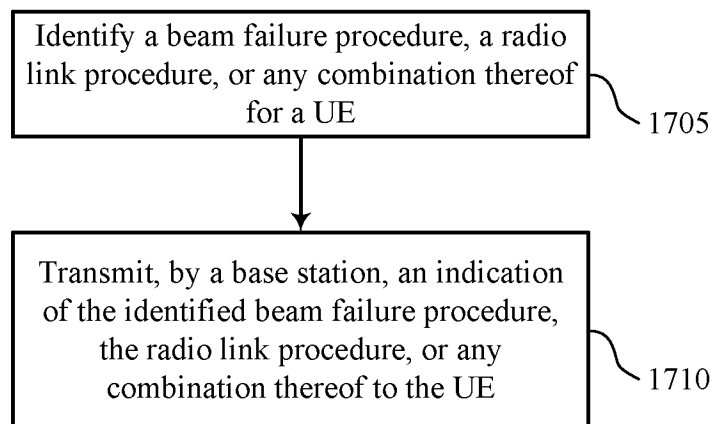 Identify a beam failure procedure, a radio
link procedure, or any combination thereof
for a UE
1705
Transmit, by a base station, an indication
of the identified beam failure procedure,
the radio link procedure, or any
combination thereof to the UE
1710